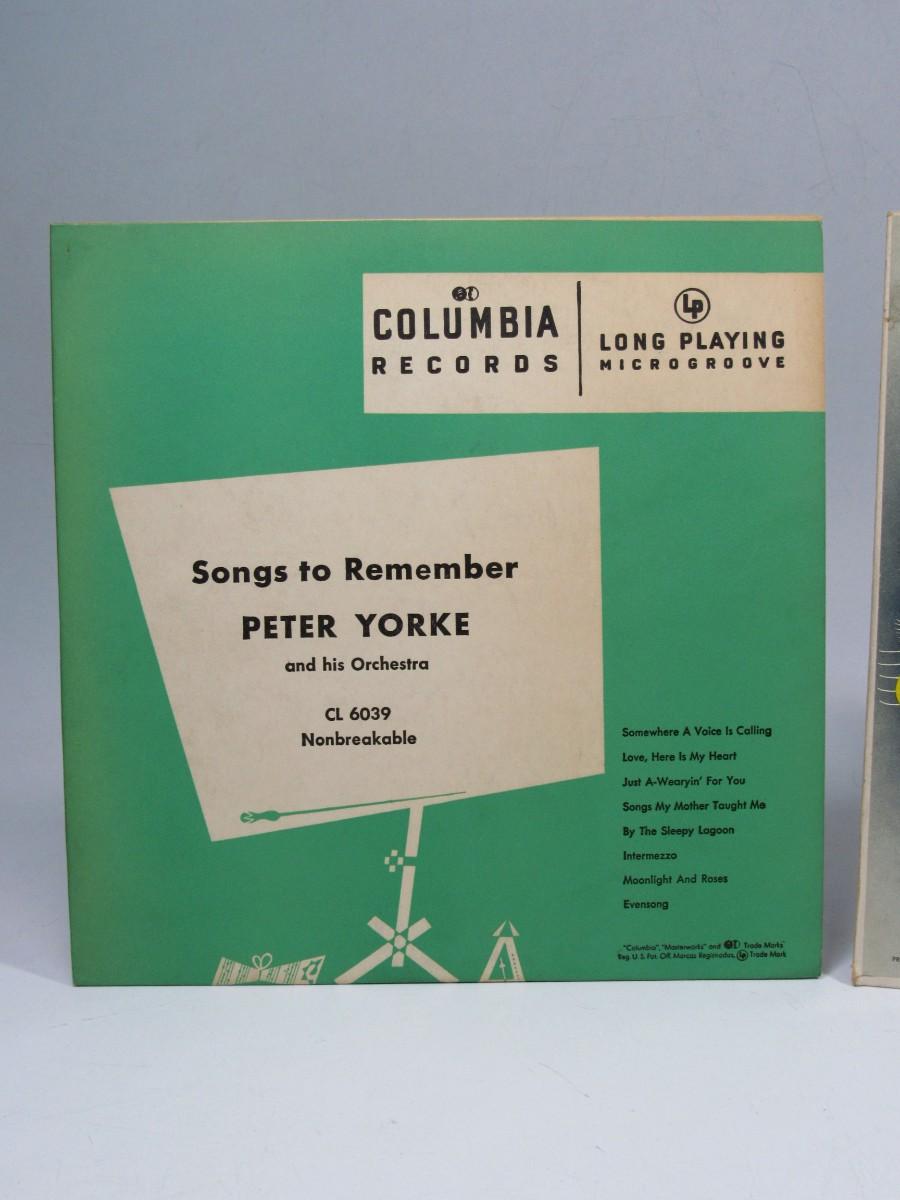 COLUMBIA
RECORDS
LP
LONG PLAYING
MICROGROOVE
Songs to Remember
PETER YORKE
and his Orchestra
CL 6039
Nonbreakable
Somewhere A Voice Is Calling
Love, Here Is My Heart
Just A-Wearyin' For You
Songs My Mother Taught Me
By The Sleepy Lagoon
Intermezzo
Moonlight And Roses
Evensong
"Columbia", "Masterworks" and Trade Marks
Reg. U. S. Pat. Off. Marcas Registradas, LP Trade Mark